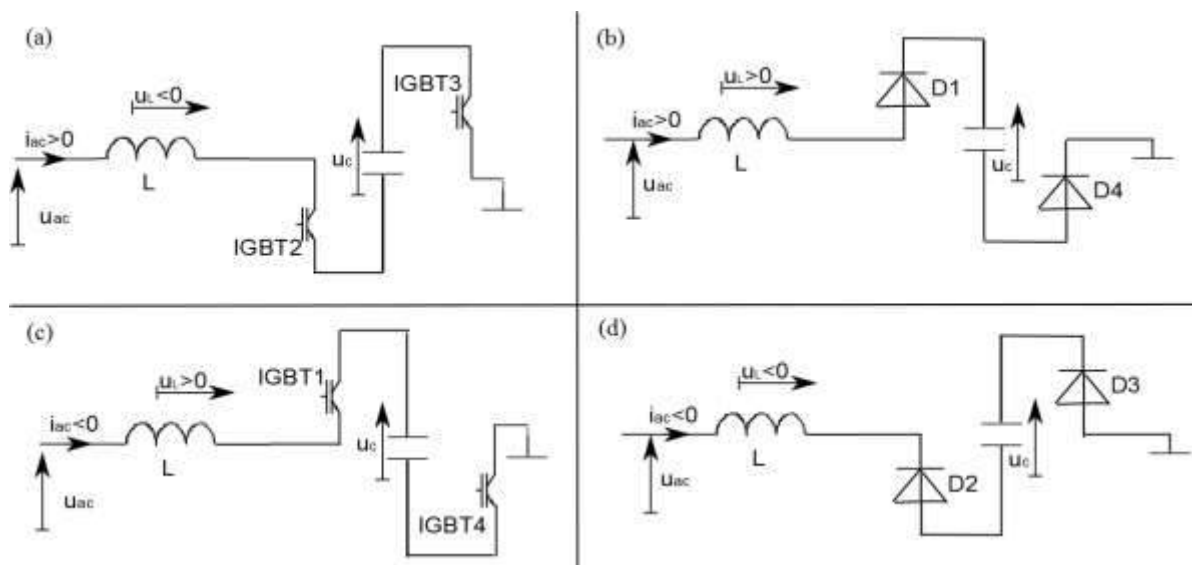 (a)
uL<0
iac>0
L
uac
IGBT2
uc
IGBT3
(b)
uL>0
iac>0
L
uac
D1
uc
D4
(c)
uL>0
iac<0
L
uac
IGBT1
uc
IGBT4
(d)
uL<0
iac<0
L
uac
D2
uc
D3